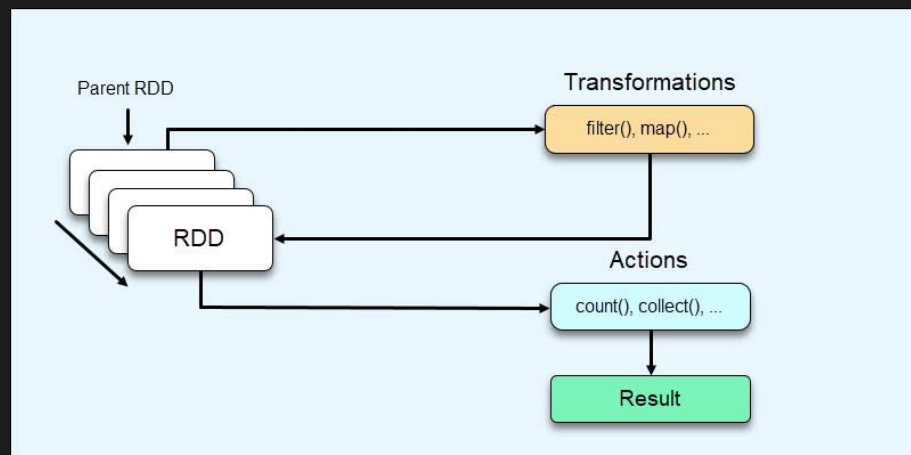 Parent RDD
Transformations
filter(), map(), ...
RDD
Actions
count(), collect(), ...
Result